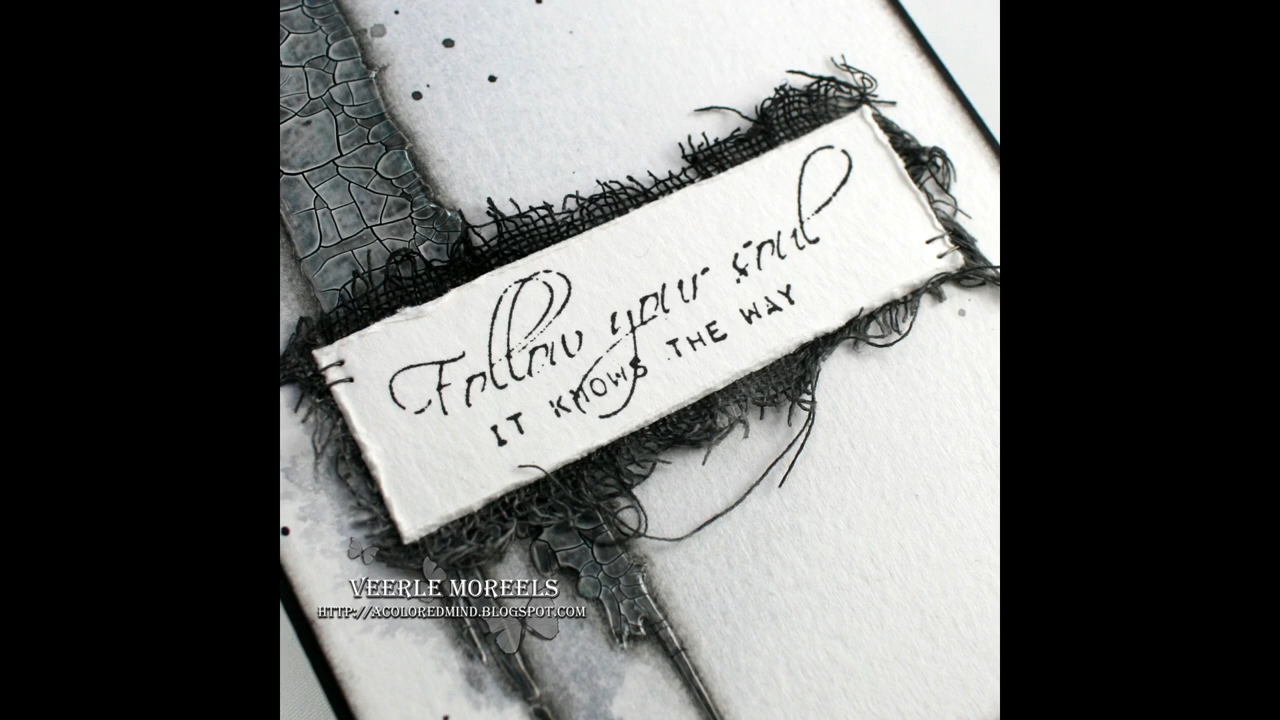 Follow your soul
IT KNOWS THE WAY
VEERLE MOREELS
HTTP://ACOLOREDMIND.BLOGSPOT.COM